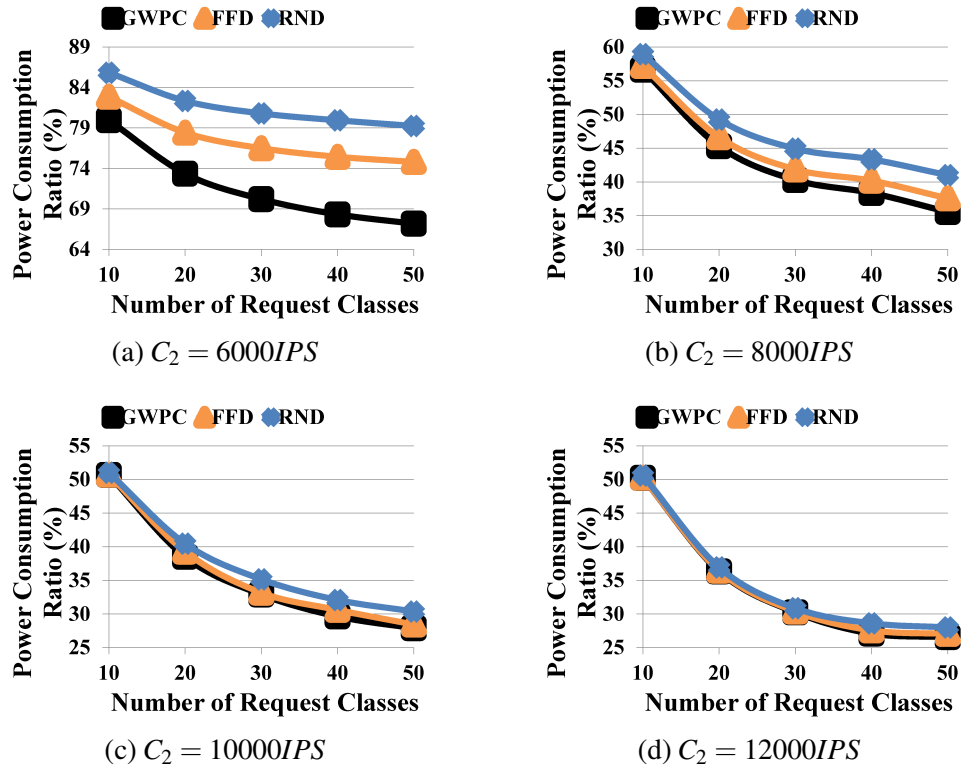 GWPC FFD RND
Power Consumption
Ratio (%)
89
84
79
74
69
64
10 20 30 40 50
Number of Request Classes
(a) C₂ = 6000IPS
GWPC FFD RND
Power Consumption
Ratio (%)
60
55
50
45
40
35
30
10 20 30 40 50
Number of Request Classes
(b) C₂ = 8000IPS
GWPC FFD RND
Power Consumption
Ratio (%)
55
50
45
40
35
30
25
10 20 30 40 50
Number of Request Classes
(c) C₂ = 10000IPS
GWPC FFD RND
Power Consumption
Ratio (%)
55
50
45
40
35
30
25
10 20 30 40 50
Number of Request Classes
(d) C₂ = 12000IPS